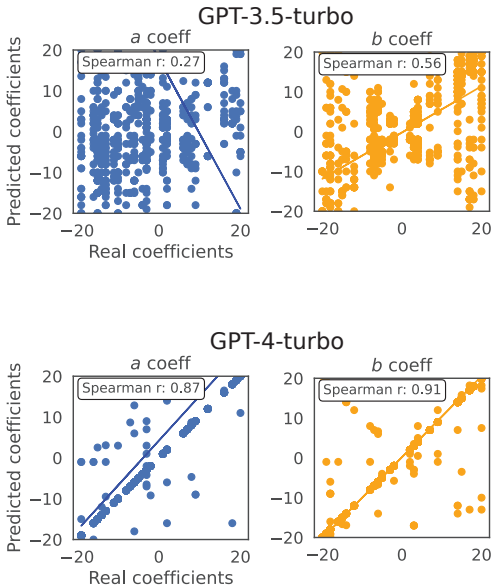 GPT-3.5-turbo
a coeff
b coeff
Predicted coefficients
20
10
0
−10
−20
Spearman r: 0.27
−20
0
20
Real coefficients
20
10
0
−10
−20
Spearman r: 0.56
−20
0
20
GPT-4-turbo
a coeff
b coeff
Predicted coefficients
20
10
0
−10
−20
Spearman r: 0.87
−20
0
20
Real coefficients
20
10
0
−10
−20
Spearman r: 0.91
−20
0
20